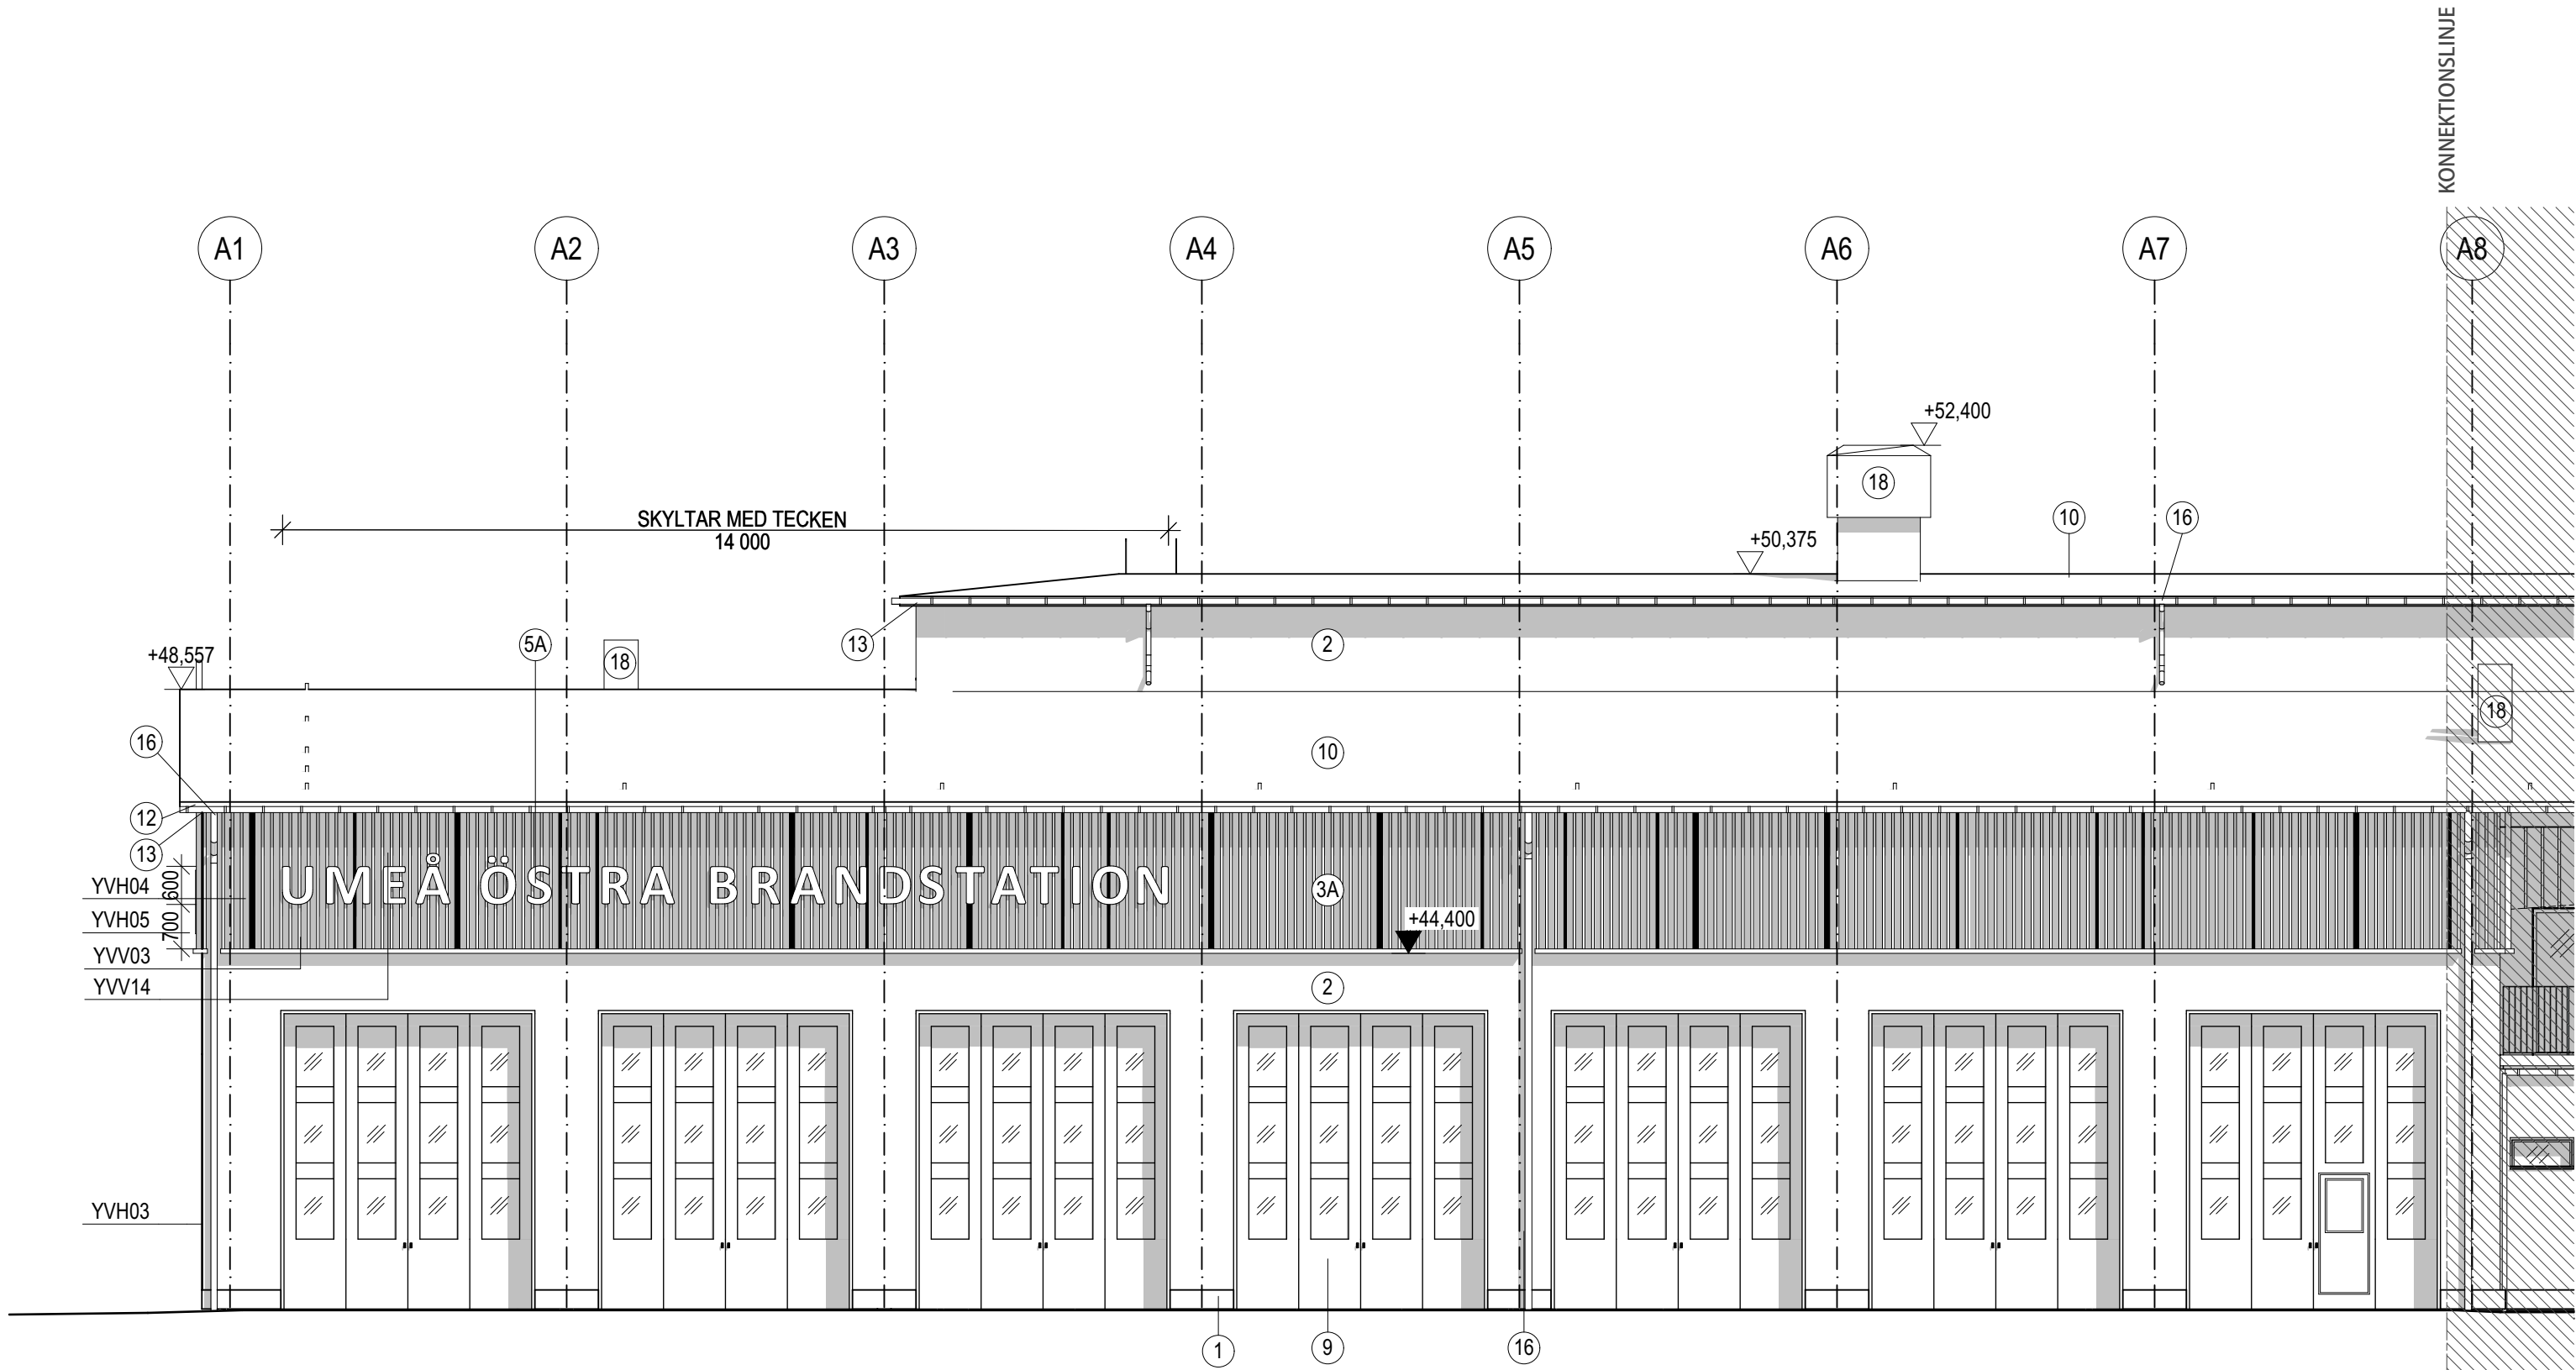 KONNEKTIONSLINJE
A1 A2 A3 A4 A5 A6 A7 A8
+52,400
18
SKYLTAR MED TECKEN
14 000
+50,375
10
16
+48,557
5A
18
13
2
18
16
10
12
13
YVH04
600
UMEÅ ÖSTRA BRANDSTATION
3A
YVH05
700
+44,400
YVV03
YVV14
2
YVH03
1
9
16